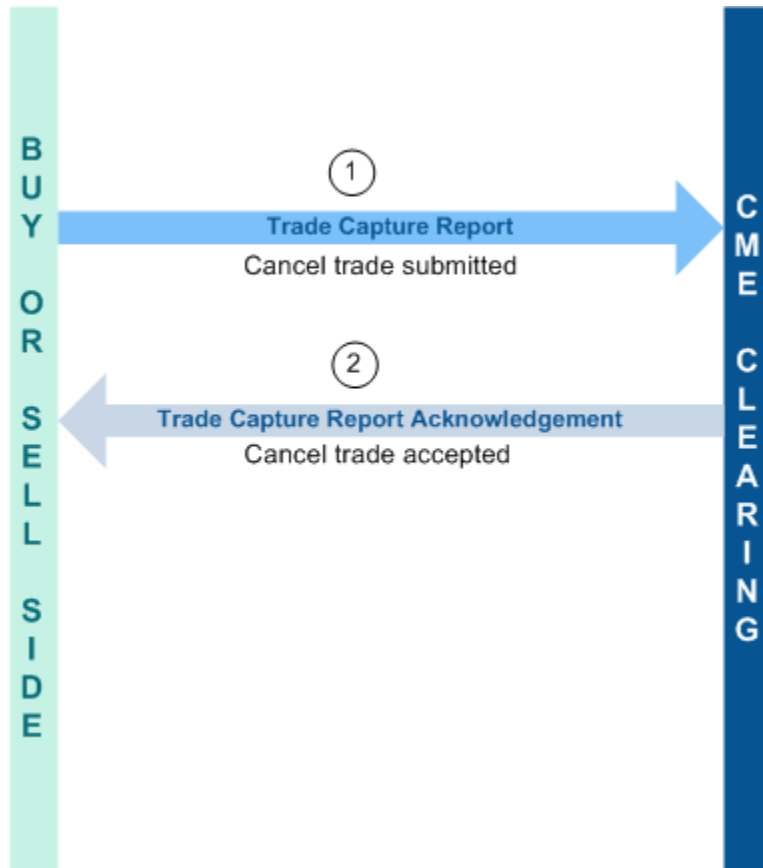 BUY OR SELL SIDE
1
Trade Capture Report
Cancel trade submitted
2
Trade Capture Report Acknowledgement
Cancel trade accepted
CME CLEARING